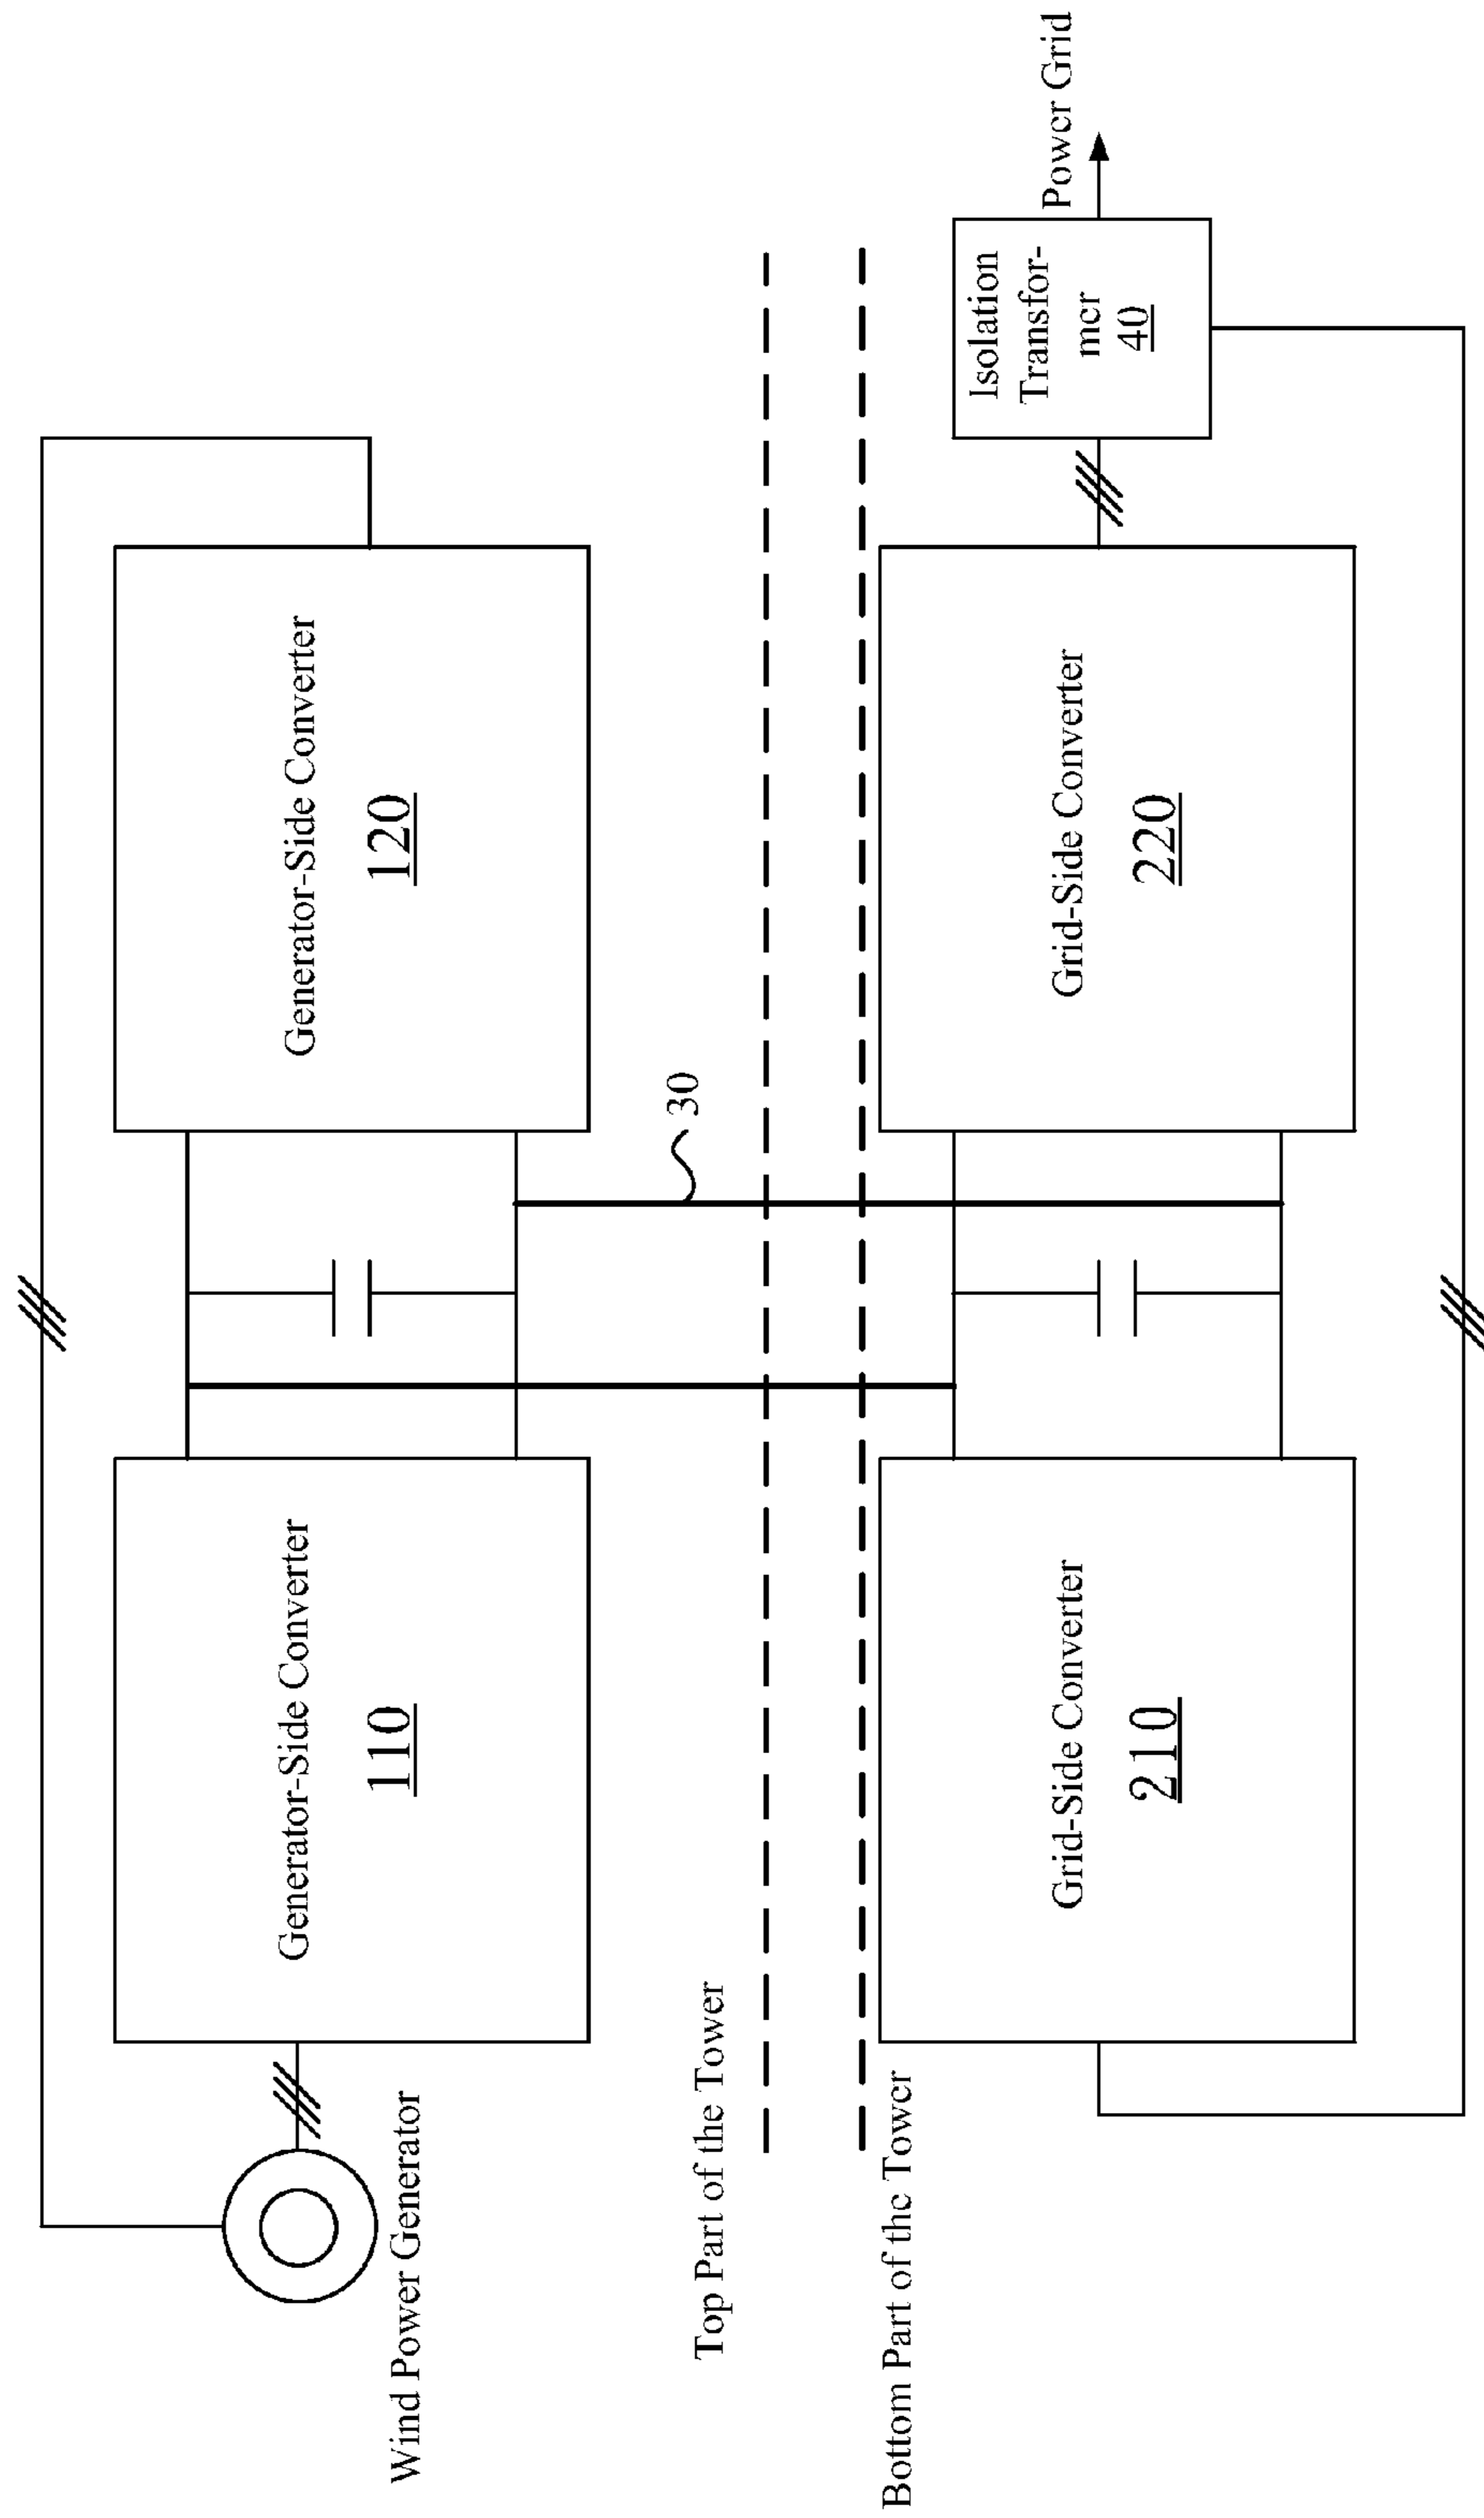 Generator-Side Converter
110
Generator-Side Converter
120
Wind Power Generator
30
Top Part of the Tower
Bottom Part of the Tower
Grid-Side Converter
210
Grid-Side Converter
220
Isolation
Transfor-
mer
40
Power Grid